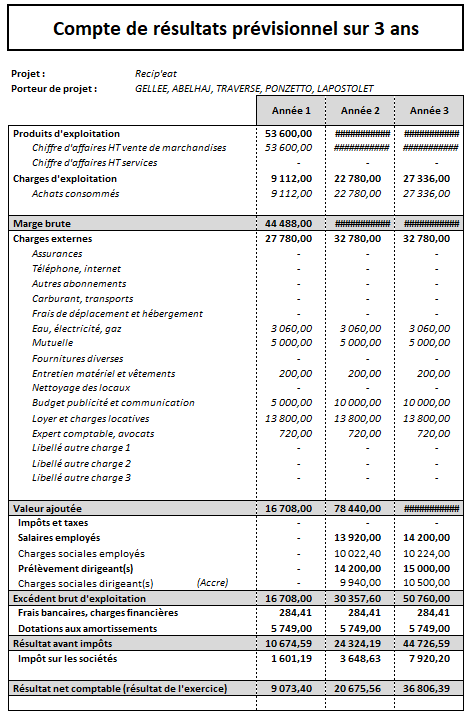 Compte de résultats prévisionnel sur 3 ans
Projet : Recip'eat
Porteur de projet : GELLEE, ABELHAJ, TRAVERSE, PONZETTO, LAPOSTOLET
Année 1 Année 2 Année 3
Produits d'exploitation 53 600,00 ########### ###########
Chiffre d'affaires HT vente de marchandises 53 600,00 ########### ###########
Chiffre d'affaires HT services - - -
Charges d'exploitation 9 112,00 22 780,00 27 336,00
Achats consommés 9 112,00 22 780,00 27 336,00
Marge brute 44 488,00 ########### ###########
Charges externes 27 780,00 32 780,00 32 780,00
Assurances - - -
Téléphone, internet - - -
Autres abonnements - - -
Carburant, transports - - -
Frais de déplacement et hébergement - - -
Eau, électricité, gaz 3 060,00 3 060,00 3 060,00
Mutuelle 5 000,00 5 000,00 5 000,00
Fournitures diverses - - -
Entretien matériel et vêtements 200,00 200,00 200,00
Nettoyage des locaux - - -
Budget publicité et communication 5 000,00 10 000,00 10 000,00
Loyer et charges locatives 13 800,00 13 800,00 13 800,00
Expert comptable, avocats 720,00 720,00 720,00
Libellé autre charge 1 - - -
Libellé autre charge 2 - - -
Libellé autre charge 3 - - -
Valeur ajoutée 16 708,00 78 440,00 ###########
Impôts et taxes - - -
Salaires employés - 13 920,00 14 200,00
Charges sociales employés - 10 022,40 10 224,00
Prélèvement dirigeant(s) - 14 200,00 15 000,00
Charges sociales dirigeant(s) (Accre) - 9 940,00 10 500,00
Excédent brut d'exploitation 16 708,00 30 357,60 50 760,00
Frais bancaires, charges financières 284,41 284,41 284,41
Dotations aux amortissements 5 749,00 5 749,00 5 749,00
Résultat avant impôts 10 674,59 24 324,19 44 726,59
Impôt sur les sociétés 1 601,19 3 648,63 7 920,20
Résultat net comptable (résultat de l'exercice) 9 073,40 20 675,56 36 806,39